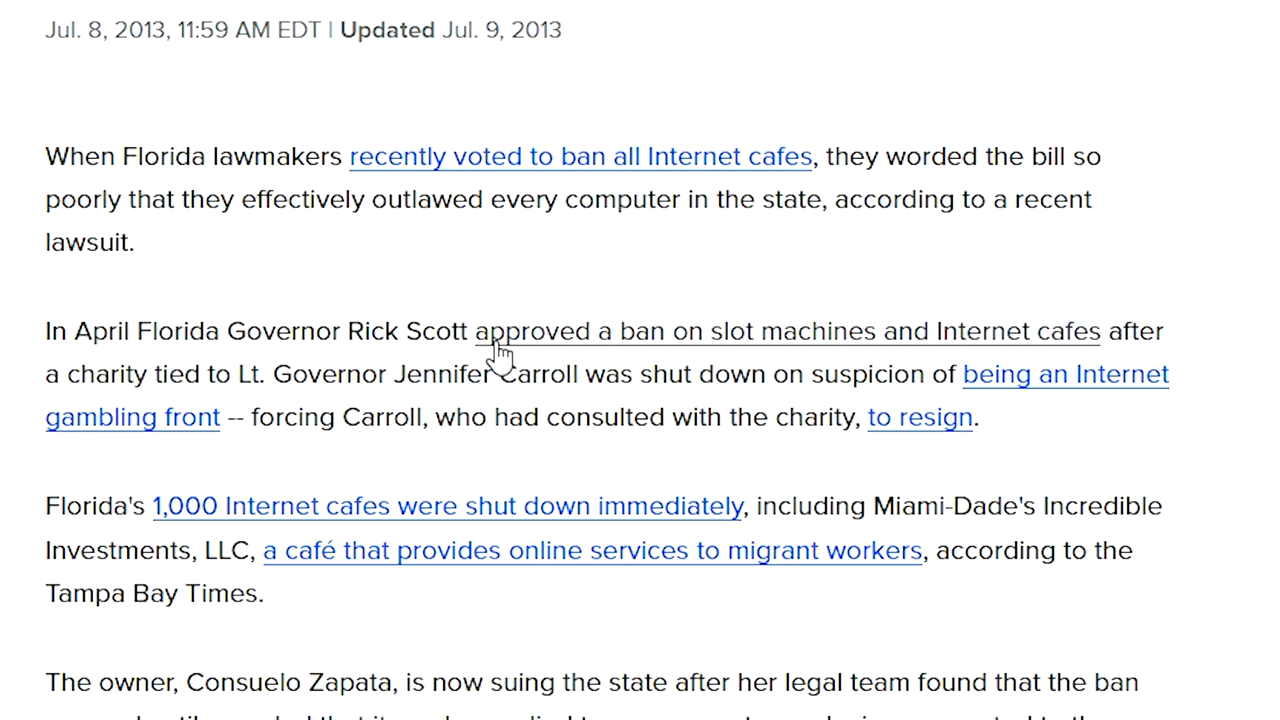 Jul. 8, 2013, 11:59 AM EDT | Updated Jul. 9, 2013
When Florida lawmakers recently voted to ban all Internet cafes, they worded the bill so
poorly that they effectively outlawed every computer in the state, according to a recent
lawsuit.
In April Florida Governor Rick Scott approved a ban on slot machines and Internet cafes after
a charity tied to Lt. Governor Jennifer Carroll was shut down on suspicion of being an Internet
gambling front -- forcing Carroll, who had consulted with the charity, to resign.
Florida's 1,000 Internet cafes were shut down immediately, including Miami-Dade's Incredible
Investments, LLC, a café that provides online services to migrant workers, according to the
Tampa Bay Times.
The owner, Consuelo Zapata, is now suing the state after her legal team found that the ban